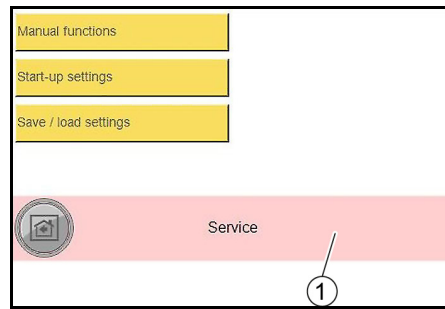 Manual functions
Start-up settings
Save / load settings
Service
1